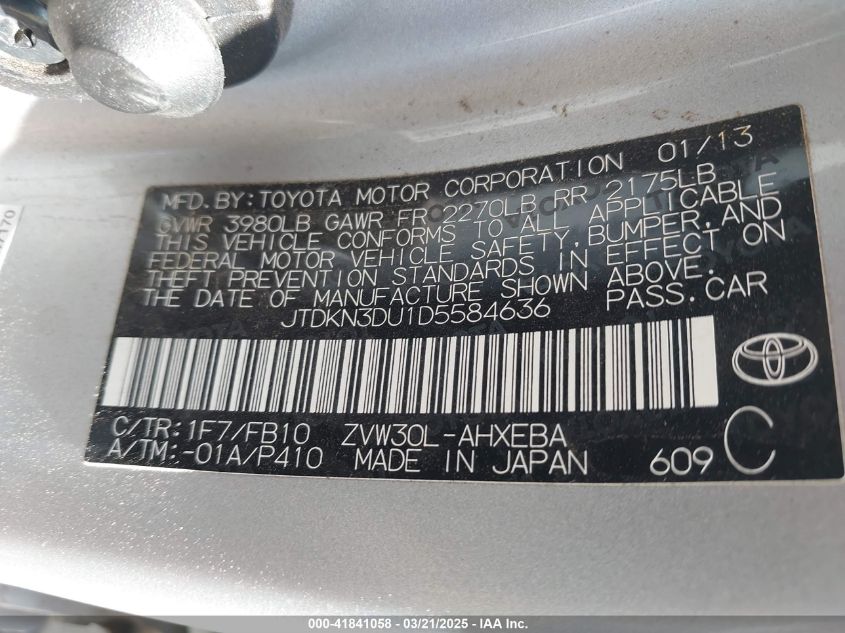 MFD. BY: TOYOTA MOTOR CORPORATION 01/13
GVWR 3980LB GAWR FR 2270LB RR 2175LB
THIS VEHICLE CONFORMS TO ALL APPLICABLE
FEDERAL MOTOR VEHICLE SAFETY, BUMPER, AND
THEFT PREVENTION STANDARDS IN EFFECT ON
THE DATE OF MANUFACTURE SHOWN ABOVE.
JTDKN3DU1D5584636 PASS. CAR
C/TR: 1F7/FB10 ZVW30L-AHXEBA
A/TM: -01A/P410 MADE IN JAPAN 609 C
000-41841058 - 03/21/2025 - IAA Inc.